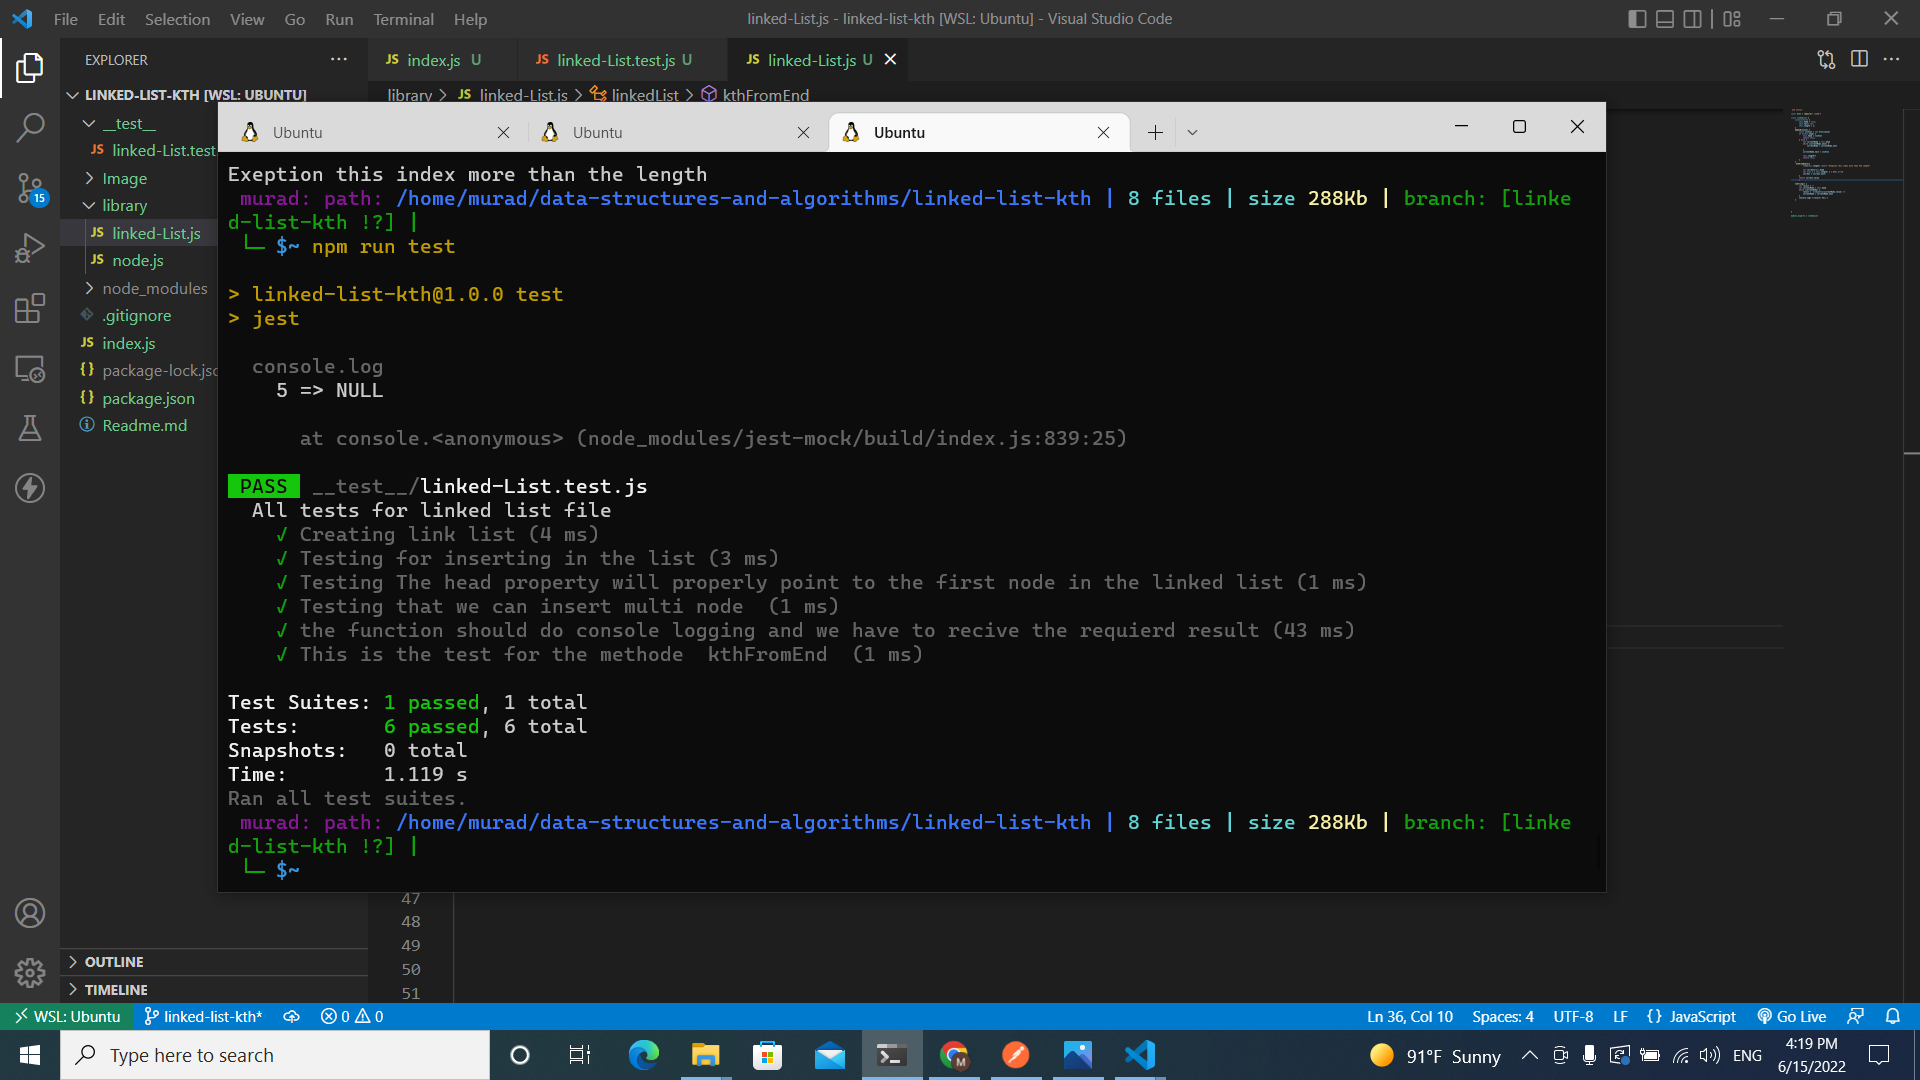 File Edit Selection View Go Run Terminal Help
linked-List.js - linked-list-kth [WSL: Ubuntu] - Visual Studio Code
EXPLORER
JS index.js U
JS linked-List.test.js U
JS linked-List.js U
LINKED-LIST-KTH [WSL: UBUNTU]
library > JS linked-List.js > linkedList > kthFromEnd
__test__
JS linked-List.test
Image
15
library
JS linked-List.js
JS node.js
node_modules
.gitignore
JS index.js
{} package-lock.jsc
{} package.json
Readme.md
OUTLINE
TIMELINE
Ubuntu
Ubuntu
Ubuntu
Exeption this index more than the length
murad: path: /home/murad/data-structures-and-algorithms/linked-list-kth | 8 files | size 288Kb | branch: [linke
d-list-kth !?] |
└─ $~ npm run test
> linked-list-kth@1.0.0 test
> jest
console.log
5 => NULL
at console.<anonymous> (node_modules/jest-mock/build/index.js:839:25)
PASS __test__/linked-List.test.js
All tests for linked list file
√ Creating link list (4 ms)
√ Testing for inserting in the list (3 ms)
√ Testing The head property will properly point to the first node in the linked list (1 ms)
√ Testing that we can insert multi node  (1 ms)
√ the function should do console logging and we have to recive the requierd result (43 ms)
√ This is the test for the methode  kthFromEnd  (1 ms)
Test Suites: 1 passed, 1 total
Tests: 6 passed, 6 total
Snapshots: 0 total
Time: 1.119 s
Ran all test suites.
murad: path: /home/murad/data-structures-and-algorithms/linked-list-kth | 8 files | size 288Kb | branch: [linke
d-list-kth !?] |
└─ $~
47
48
49
50
51
WSL: Ubuntu linked-list-kth* 0 0
Ln 36, Col 10 Spaces: 4 UTF-8 LF {} JavaScript Go Live
Type here to search
M
91°F Sunny
ENG
4:19 PM
6/15/2022